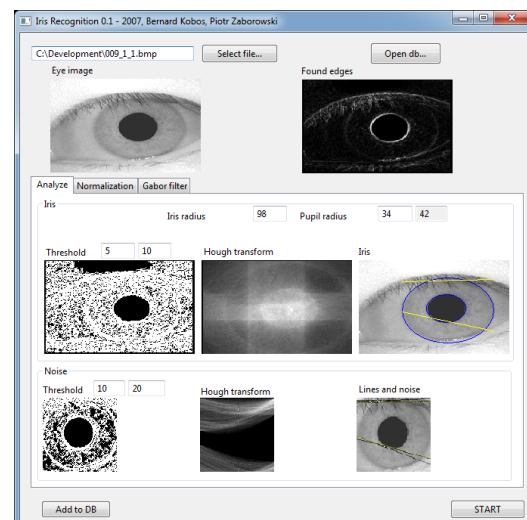 Iris Recognition 0.1 - 2007, Bernard Kobos, Piotr Zaborowski
C:\Development\009_1_1.bmp Select file... Open db...
Eye image Found edges
Analyze Normalization Gabor filter
Iris
Iris radius 98 Pupil radius 34 42
Threshold 5 10 Hough transform Iris
Noise
Threshold 10 20 Hough transform Lines and noise
Add to DB START